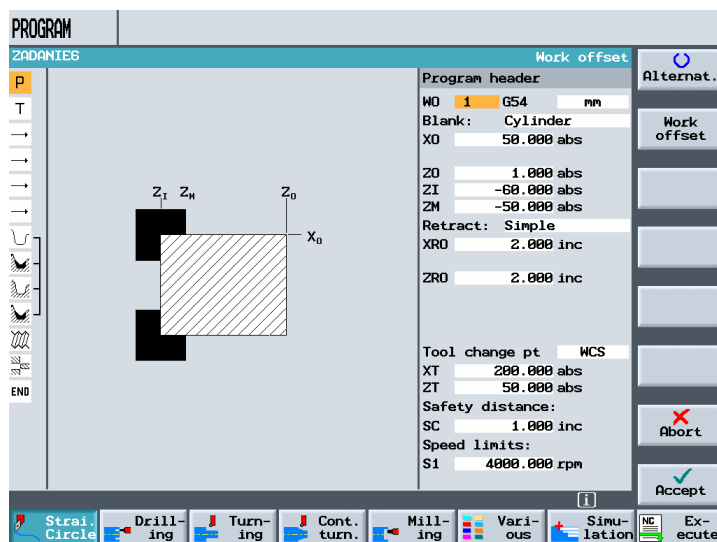 PROGRAM
ZADANIE6 Work offset
Alternat.
P
Program header
T
WO 1 G54 mm
Blank: Cylinder
Work offset
XO 50.000 abs
ZO 1.000 abs
ZI -60.000 abs
ZM -50.000 abs
ZI ZM ZO
XO
Retract: Simple
XRO 2.000 inc
ZRO 2.000 inc
Tool change pt WCS
XT 200.000 abs
ZT 50.000 abs
END
Safety distance:
SC 1.000 inc
Abort
Speed limits:
S1 4000.000 rpm
i
Accept
Strai. Circle
Drill- ing
Turn- ing
Cont. turn.
Mill- ing
Vari- ous
Simu- lation
NC Ex- ecute